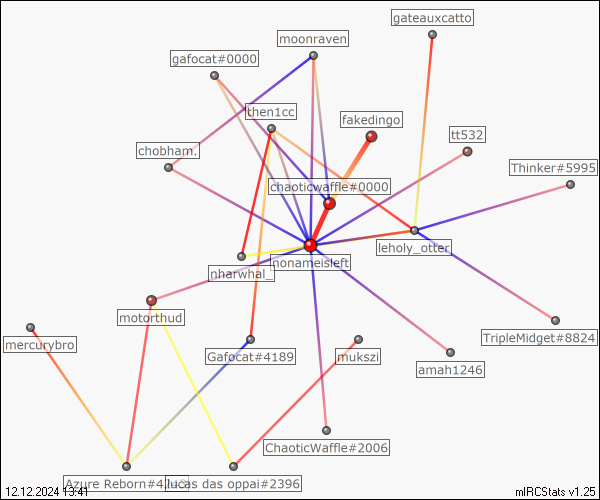 gateauxcatto
moonraven
gafocat#0000
then1cc
fakedingo
tt532
chobham.
Thinker#5995
chaoticwaffle#0000
leholy_otter
nonameisleft
nharwhal_
motorthud
TripleMidget#8824
mercurybro
Gafocat#4189
mukszi
amah1246
ChaoticWaffle#2006
Azure Reborn#42
lucas das oppai#2396
12.12.2024 13:41
mIRCStats v1.25